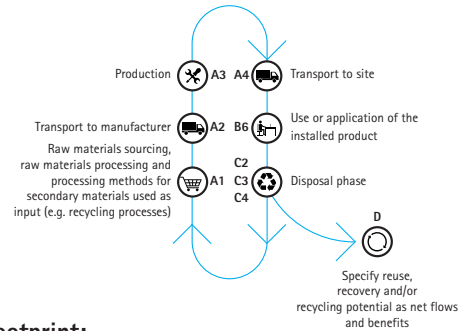 Production
A3
A4
Transport to site
Transport to manufacturer
A2
B6
Use or application of the
installed product
Raw materials sourcing,
raw materials processing and
processing methods for
secondary materials used as
input (e.g. recycling processes)
A1
C2
C3
C4
Disposal phase
D
Specify reuse,
recovery and/or
recycling potential as net flows
and benefits